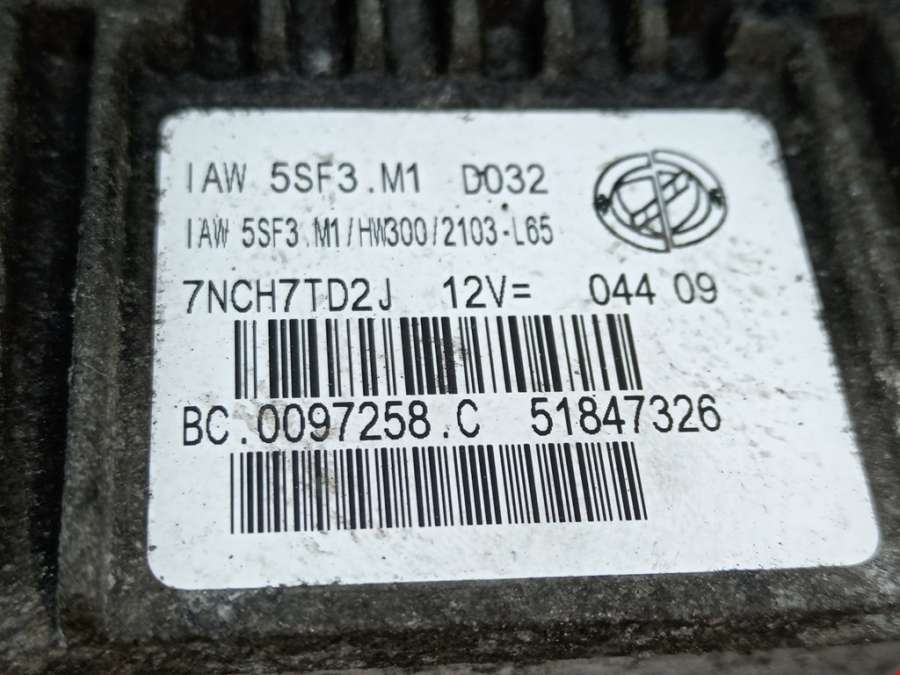 IAW 5SF3.M1 D032
IAW 5SF3.M1/HW300/2103-L65
7NCH7TD2J 12V= 044 09
BC.0097258.C 51847326